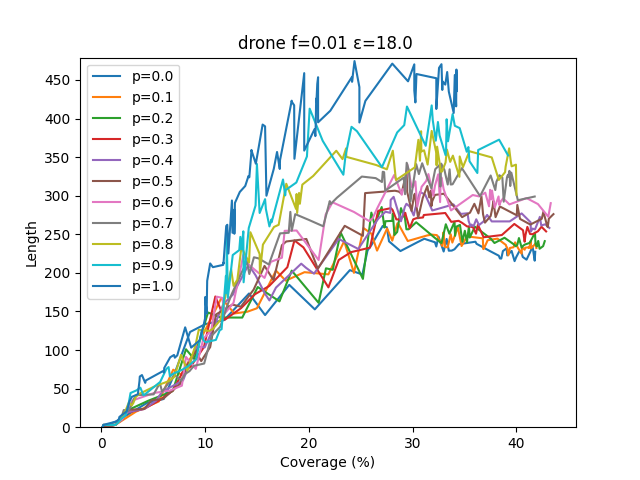 drone f=0.01 ε=18.0
Length
450
400
350
300
250
200
150
100
50
0
p=0.0
p=0.1
p=0.2
p=0.3
p=0.4
p=0.5
p=0.6
p=0.7
p=0.8
p=0.9
p=1.0
0 10 20 30 40
Coverage (%)